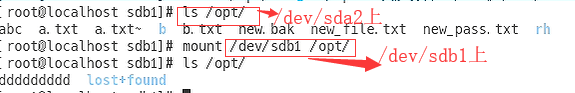 [root@localhost sdb1]# ls /opt/ /dev/sda2上
abc a.txt a.txt~ b b.txt new.bak new_file.txt new_pass.txt rh
[root@localhost sdb1]# mount /dev/sdb1 /opt/
[root@localhost sdb1]# ls /opt/ /dev/sdb1上
ddddddddd lost+found
[root@localhost sdb1]#